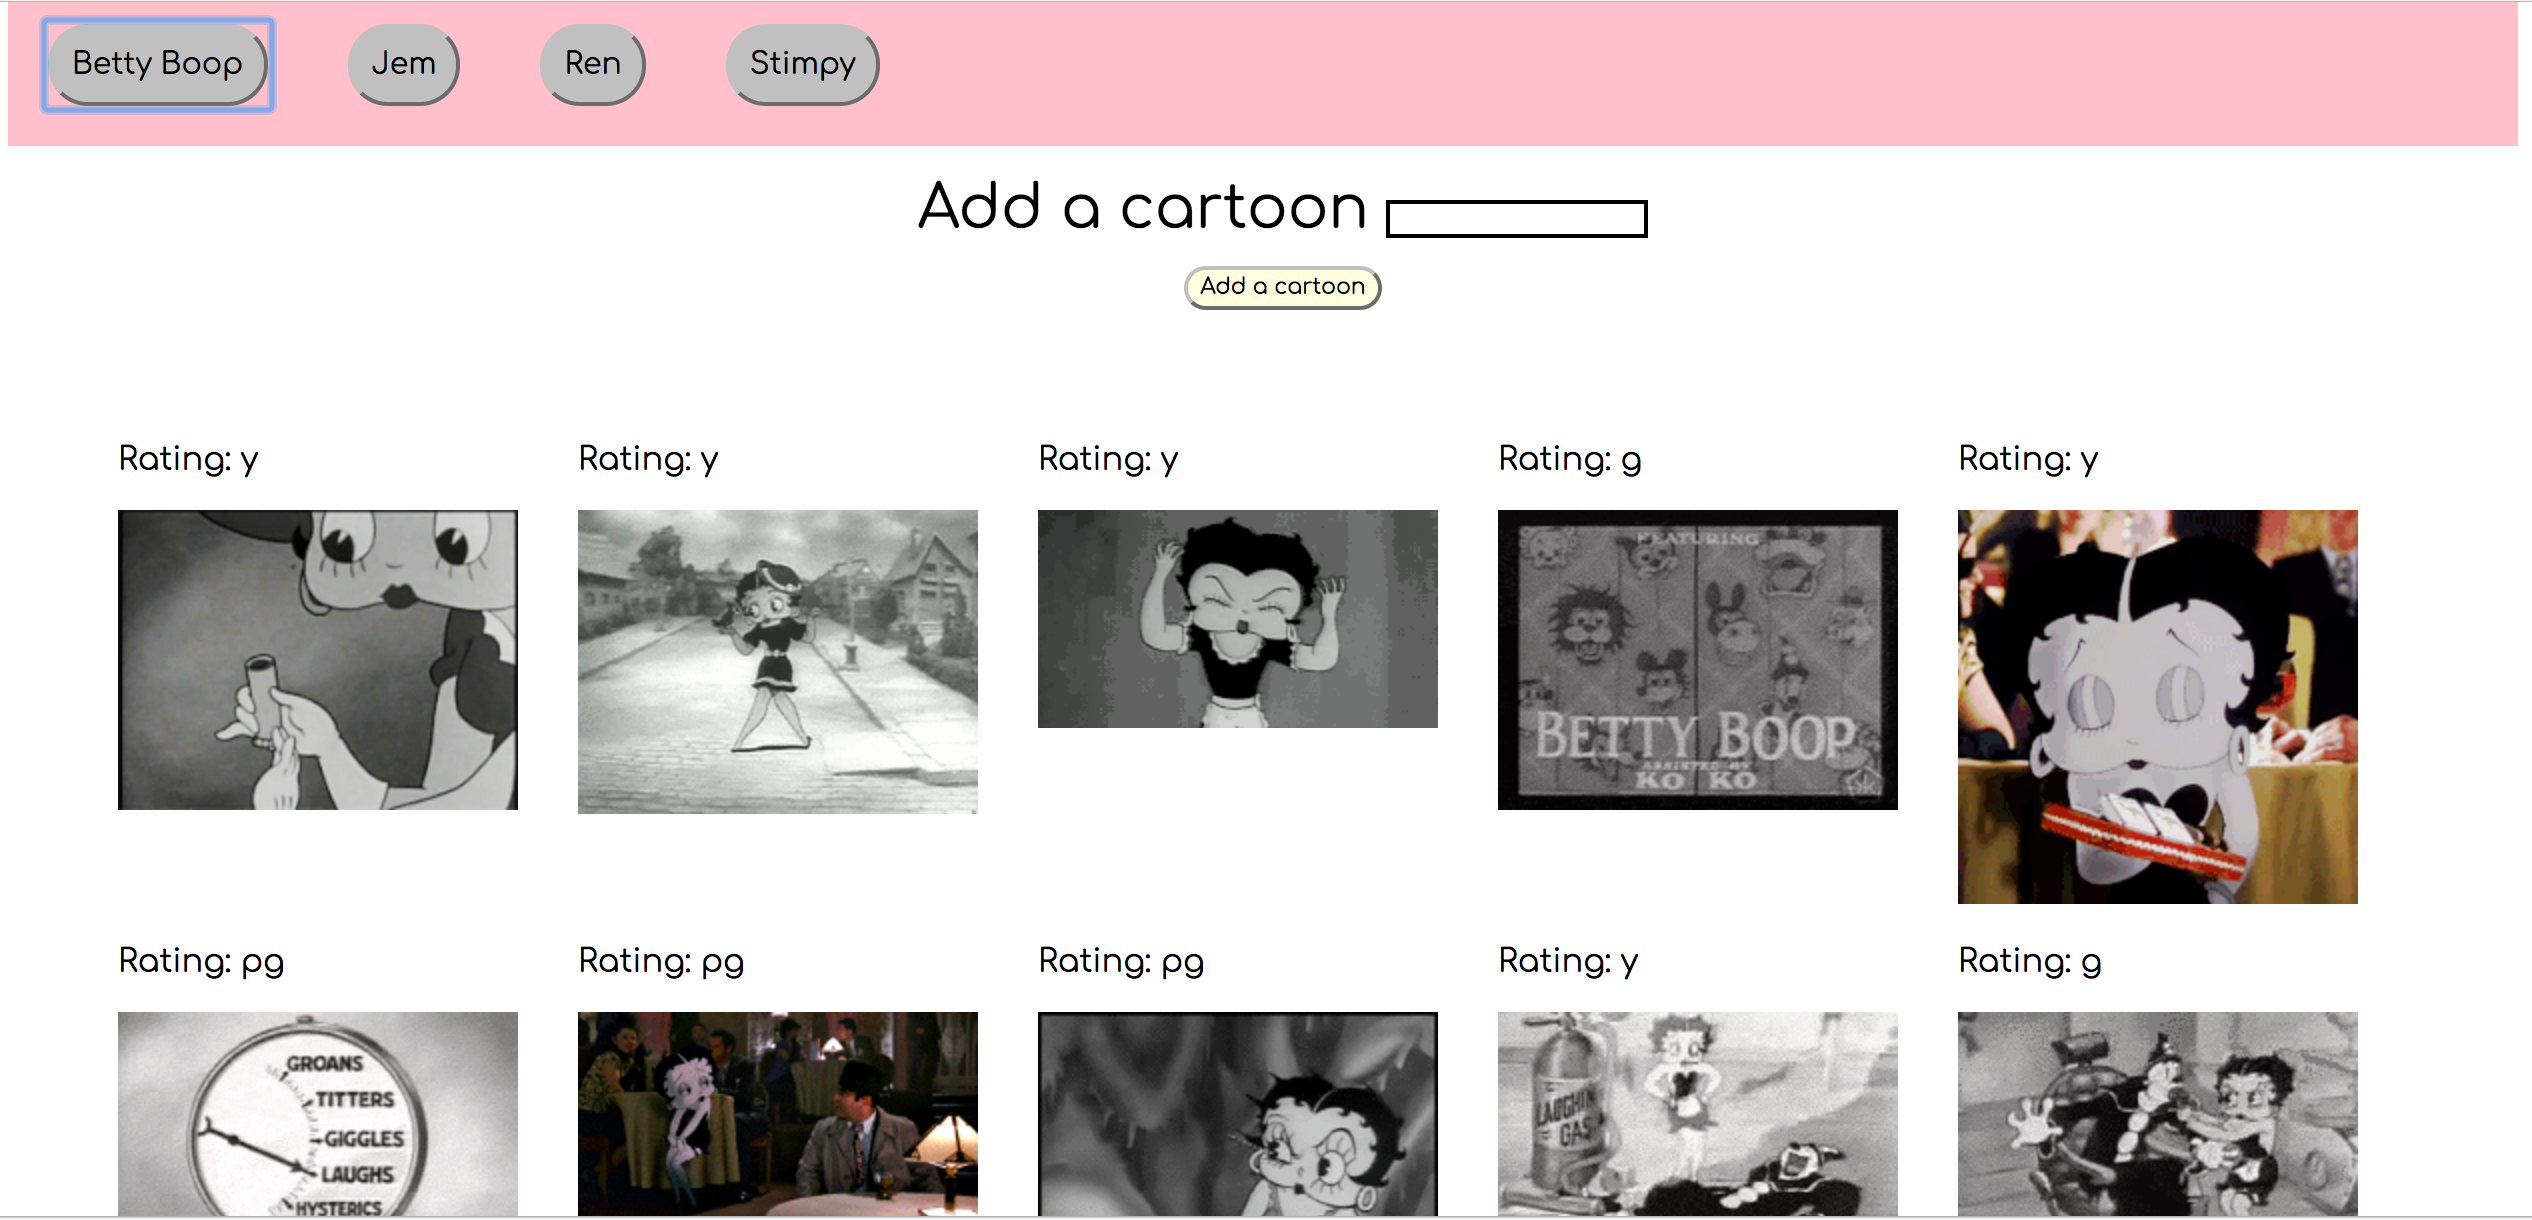 Betty Boop Jem Ren Stimpy
Add a cartoon
Add a cartoon
Rating: y Rating: y Rating: y Rating: g Rating: y
FEATURING
BETTY BOOP
ASSISTED BY
KO KO
Rating: pg Rating: pg Rating: pg Rating: y Rating: g
GROANS
TITTERS
GIGGLES
LAUGHS
HYSTERICS
LAUGHING
GAS